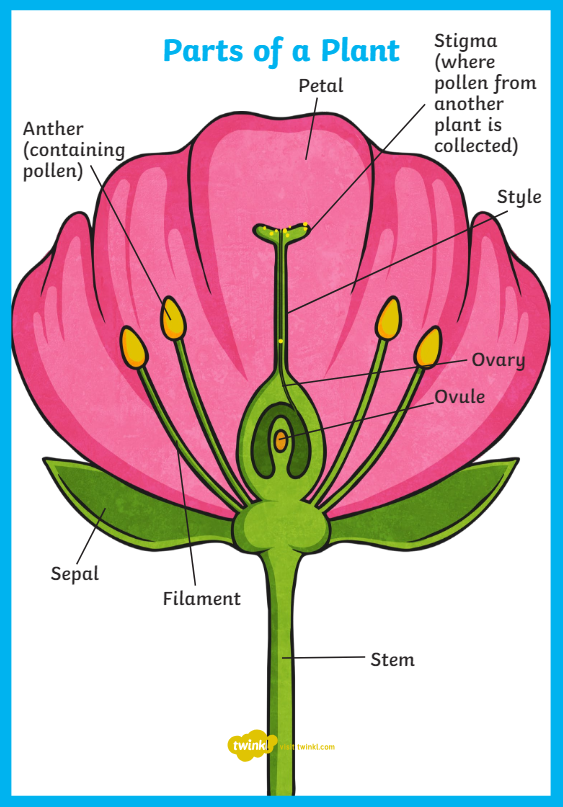 Parts of a Plant
Stigma
(where
pollen from
another
plant is
collected)
Petal
Anther
(containing
pollen)
Style
Ovary
Ovule
Sepal
Filament
Stem
twinkl
visit twinkl.com